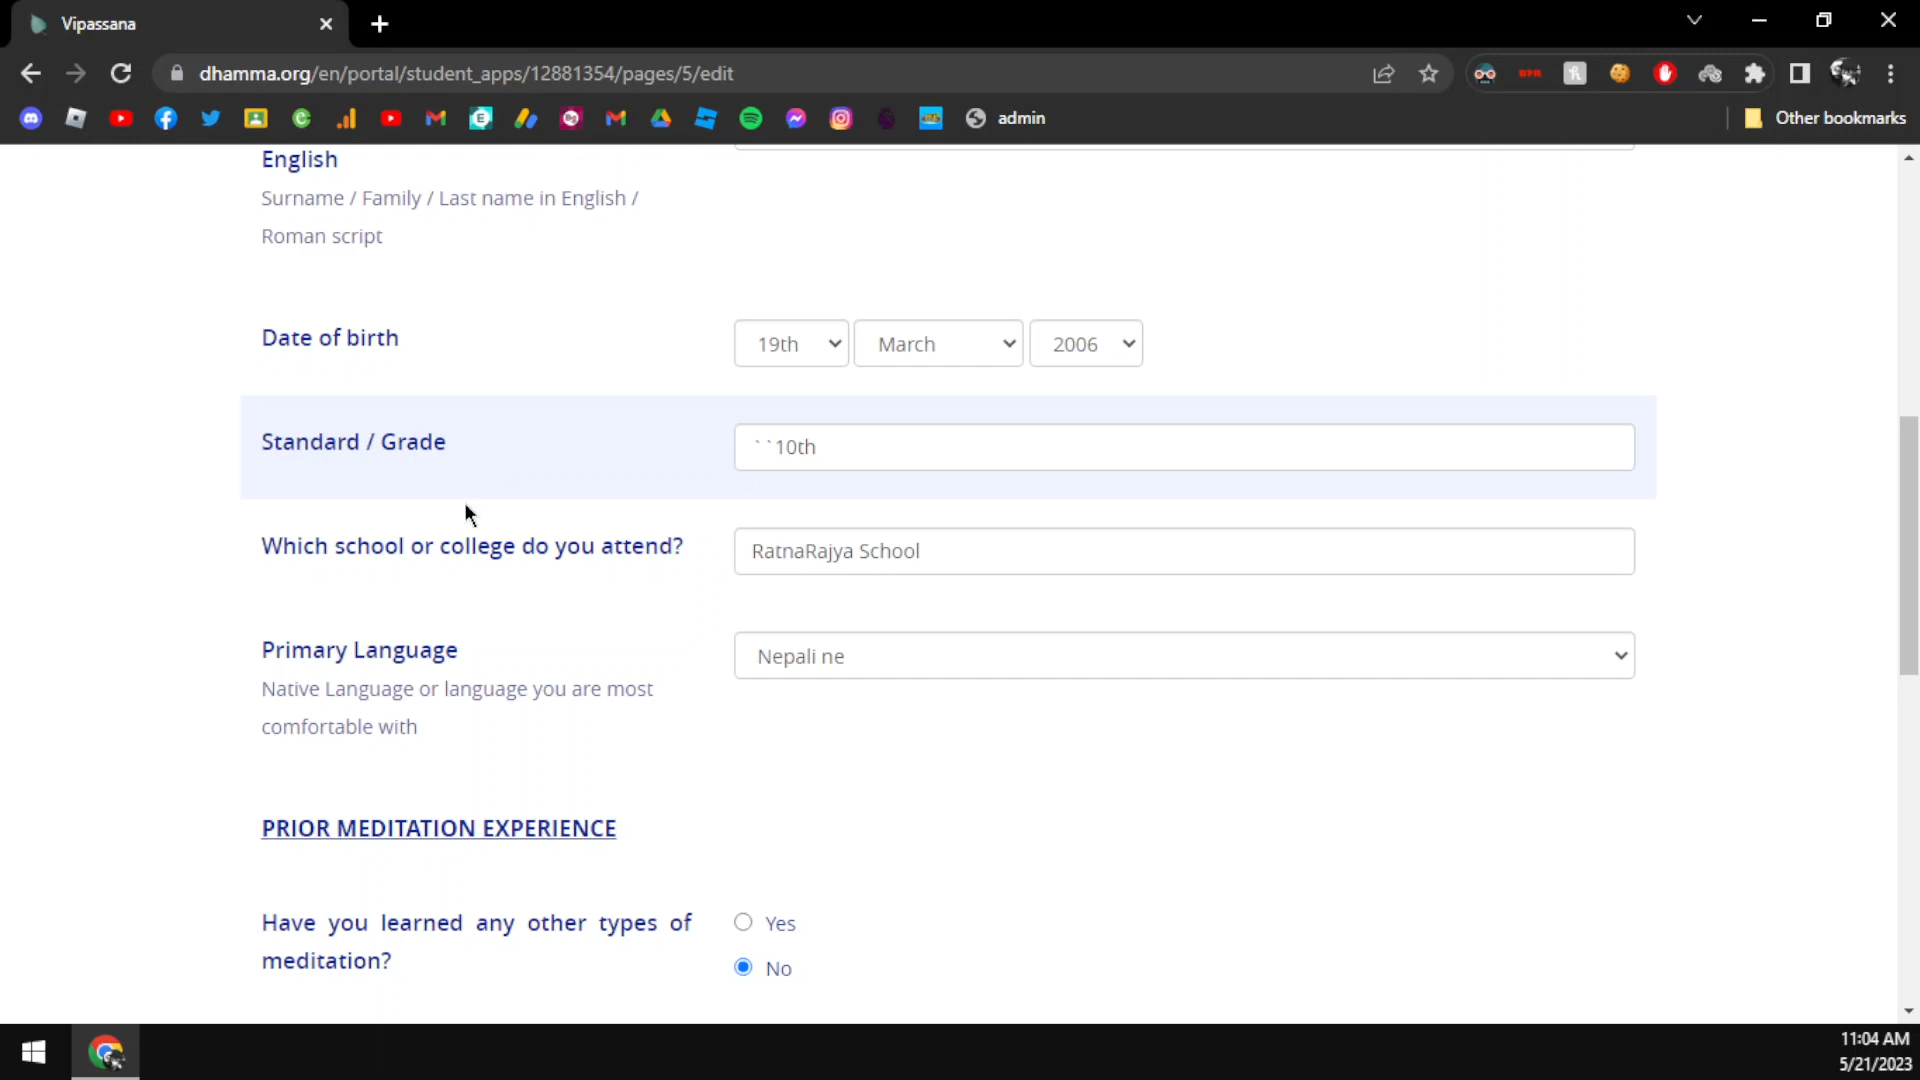 Vipassana
dhamma.org/en/portal/student_apps/12881354/pages/5/edit
admin
Other bookmarks
English
Surname / Family / Last name in English /
Roman script
Date of birth
19th March 2006
Standard / Grade
``10th
Which school or college do you attend?
RatnaRajya School
Primary Language
Nepali ne
Native Language or language you are most
comfortable with
PRIOR MEDITATION EXPERIENCE
Have you learned any other types of
meditation?
Yes
No
11:04 AM
5/21/2023